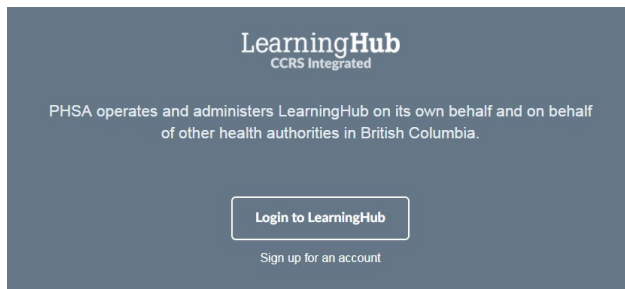 LearningHub
CCRS Integrated
PHSA operates and administers LearningHub on its own behalf and on behalf
of other health authorities in British Columbia.
Login to LearningHub
Sign up for an account